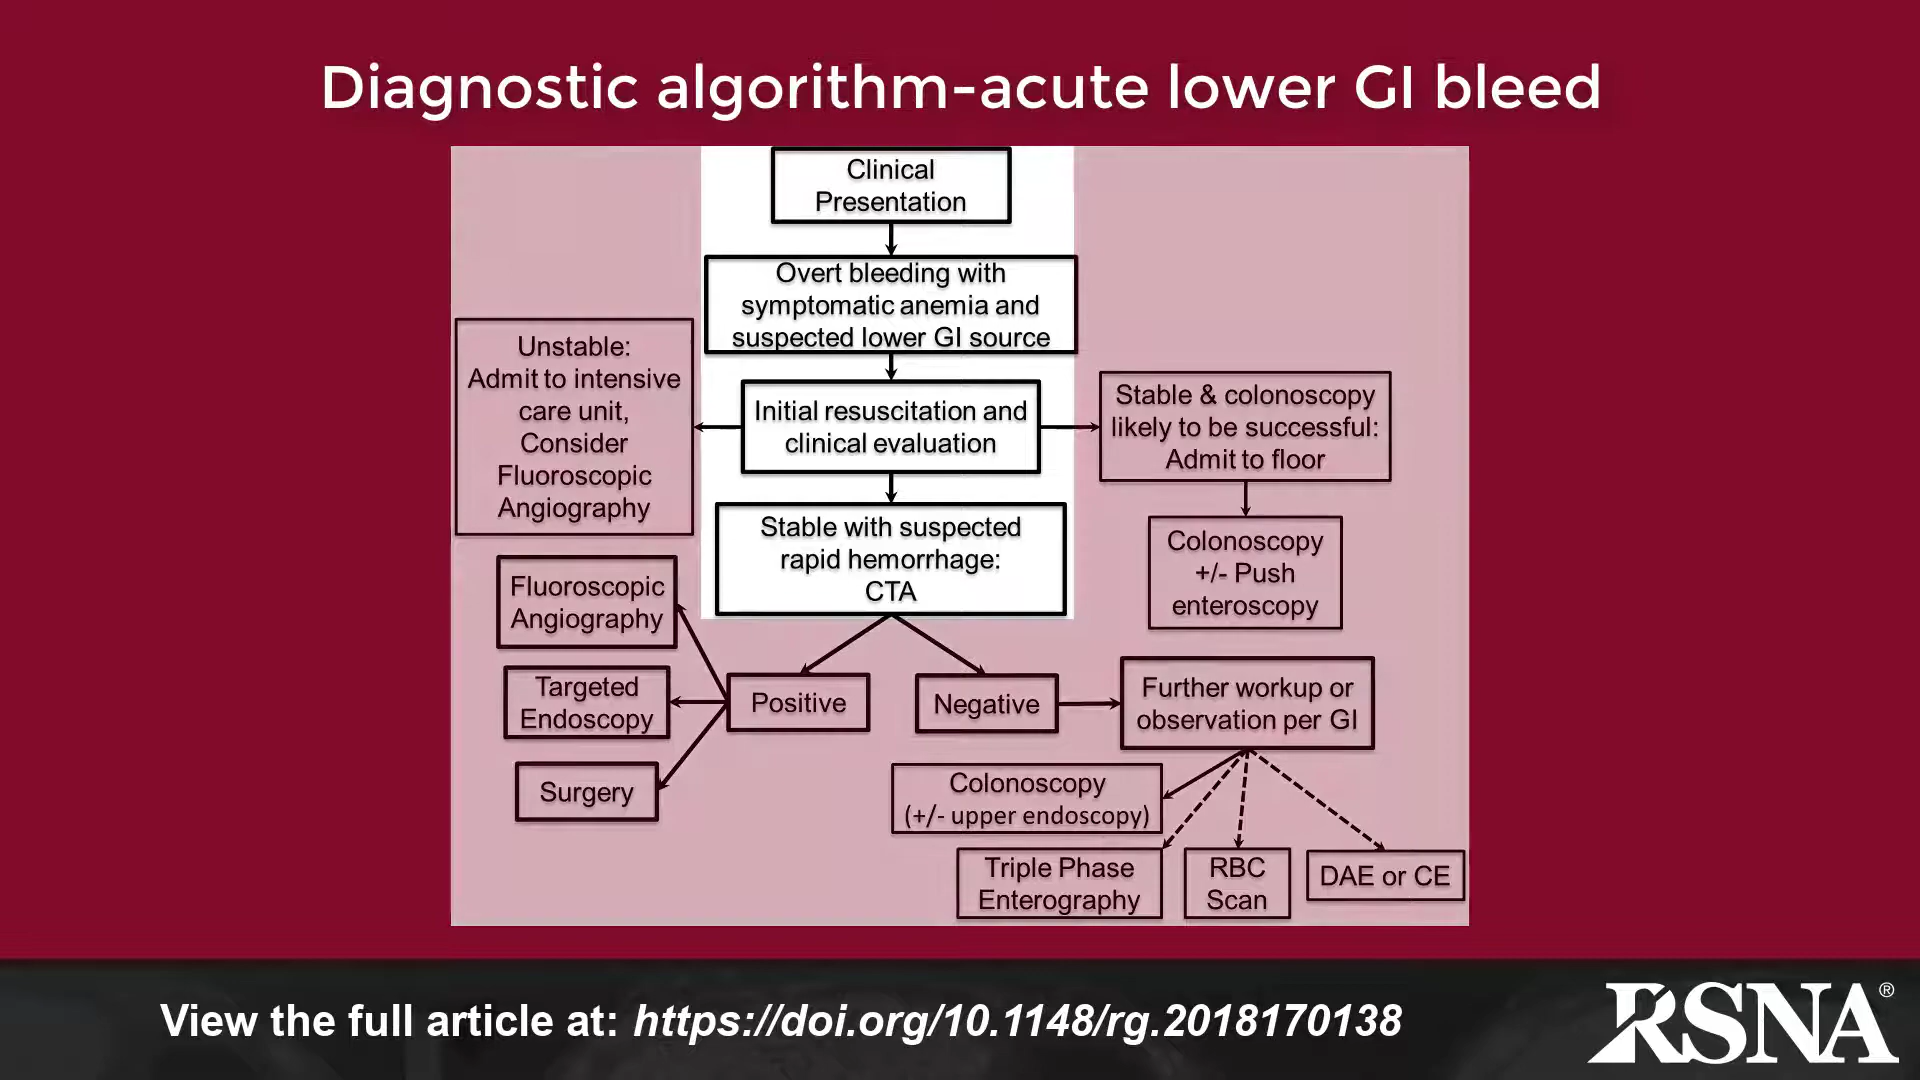 Diagnostic algorithm-acute lower GI bleed
Clinical
Presentation
Overt bleeding with
symptomatic anemia and
suspected lower GI source
Unstable:
Admit to intensive
care unit,
Consider
Fluoroscopic
Angiography
Initial resuscitation and
clinical evaluation
Stable & colonoscopy
likely to be successful:
Admit to floor
Stable with suspected
rapid hemorrhage:
CTA
Colonoscopy
+/- Push
enteroscopy
Fluoroscopic
Angiography
Targeted
Endoscopy
Surgery
Positive
Negative
Further workup or
observation per GI
Colonoscopy
(+/- upper endoscopy)
Triple Phase
Enterography
RBC
Scan
DAE or CE
View the full article at: https://doi.org/10.1148/rg.2018170138
RSNA®